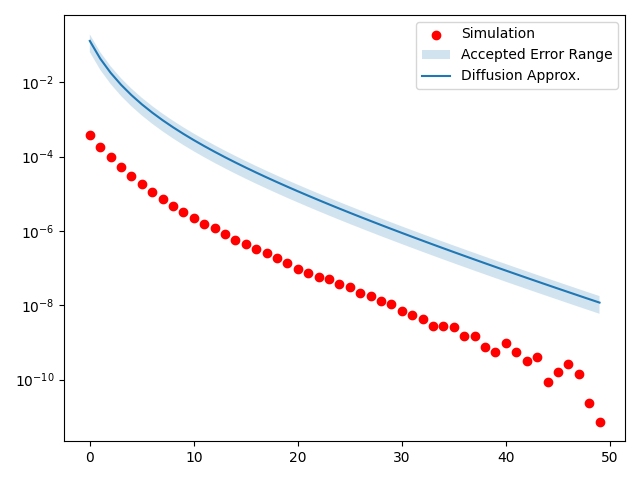 Simulation
Accepted Error Range
Diffusion Approx.
10^{-2}
10^{-4}
10^{-6}
10^{-8}
10^{-10}
0 10 20 30 40 50